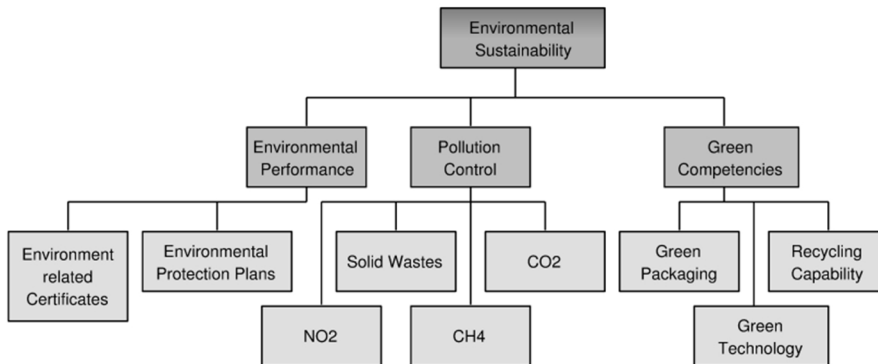 Environmental
Sustainability
Environmental
Performance
Pollution
Control
Green
Competencies
Environment
related
Certificates
Environmental
Protection Plans
Solid Wastes
CO2
Green
Packaging
Recycling
Capability
NO2
CH4
Green
Technology